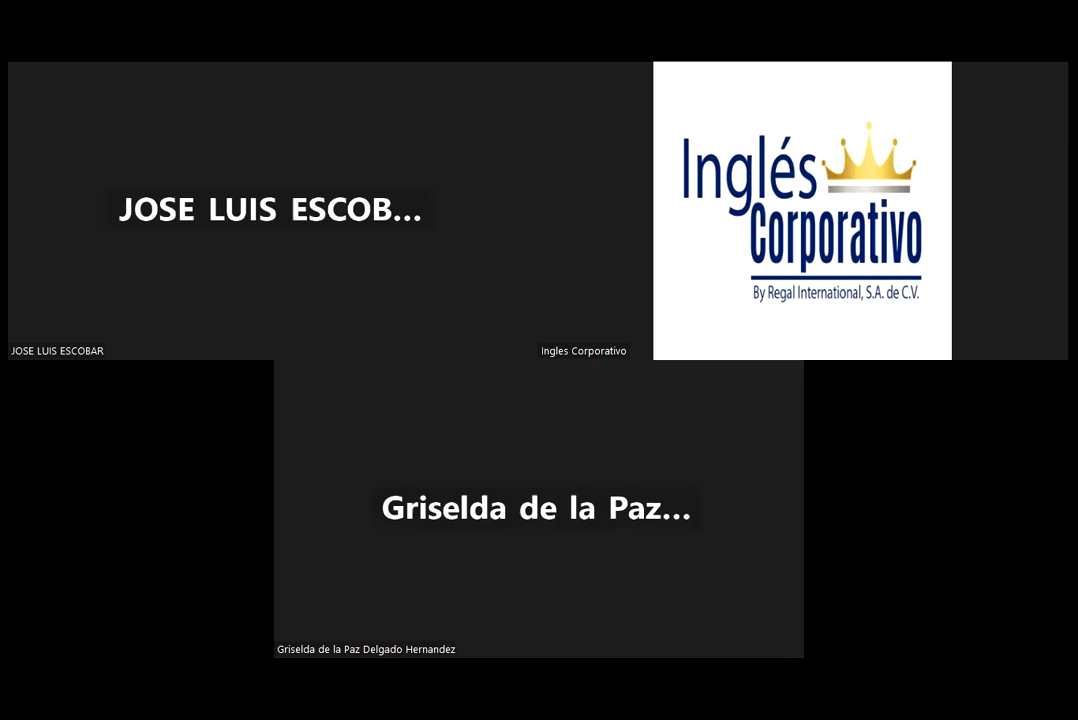 JOSE LUIS ESCOB...
JOSE LUIS ESCOBAR
Inglés
Corporativo
By Regal International, S.A. de C.V.
Ingles Corporativo
Griselda de la Paz...
Griselda de la Paz Delgado Hernandez